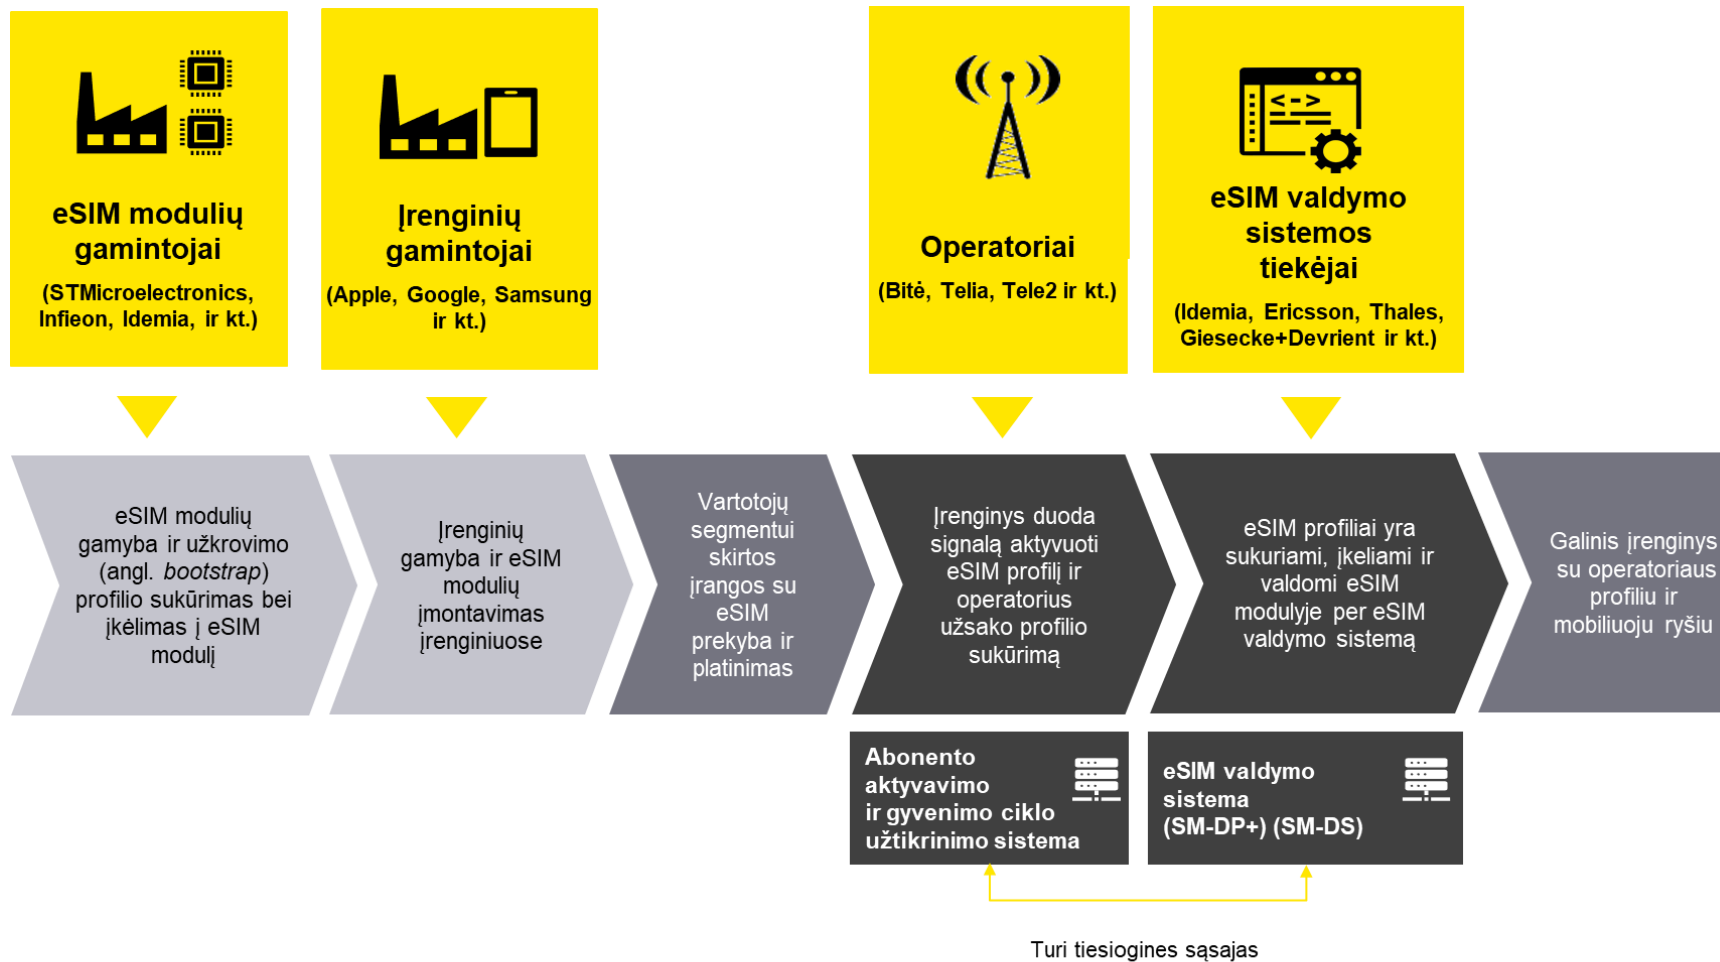 eSIM modulių
gamintojai
(STMicroelectronics,
Infieon, Idemia, ir kt.)
Įrenginių
gamintojai
(Apple, Google, Samsung
ir kt.)
Operatoriai
(Bitė, Telia, Tele2 ir kt.)
<->
eSIM valdymo
sistemos
tiekėjai
(Idemia, Ericsson, Thales,
Giesecke+Devrient ir kt.)
eSIM modulių
gamyba ir užkrovimo
(angl. bootstrap)
profilio sukūrimas bei
įkėlimas į eSIM
modulį
Įrenginių
gamyba ir eSIM
modulių
įmontavimas
įrenginiuose
Vartotojų
segmentui
skirtos
įrangos su
eSIM
prekyba ir
platinimas
Įrenginys duoda
signalą aktyvuoti
eSIM profilį ir
operatorius
užsako profilio
sukūrimą
eSIM profiliai yra
sukuriami, įkeliami ir
valdomi eSIM
modulyje per eSIM
valdymo sistemą
Galinis įrenginys
su operatoriaus
profiliu ir
mobiliuoju ryšiu
Abonento
aktyvavimo
ir gyvenimo ciklo
užtikrinimo sistema
eSIM valdymo
sistema
(SM-DP+) (SM-DS)
Turi tiesiogines sąsajas